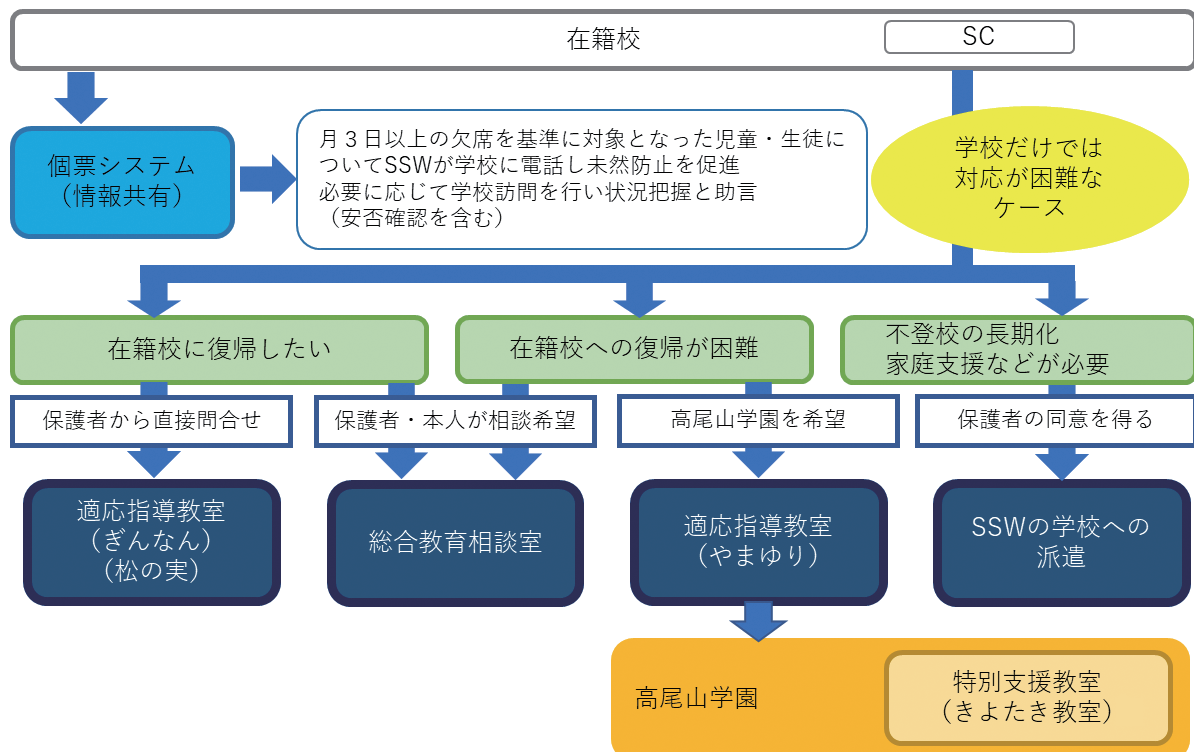 在籍校
SC
個票システム
（情報共有）
月３日以上の欠席を基準に対象となった児童・生徒に
ついてSSWが学校に電話し未然防止を促進
必要に応じて学校訪問を行い状況把握と助言
（安否確認を含む）
学校だけでは
対応が困難な
ケース
在籍校に復帰したい
在籍校への復帰が困難
不登校の長期化
家庭支援などが必要
保護者から直接問合せ
保護者・本人が相談希望
高尾山学園を希望
保護者の同意を得る
適応指導教室
（ぎんなん）
（松の実）
総合教育相談室
適応指導教室
（やまゆり）
SSWの学校への
派遣
高尾山学園
特別支援教室
（きよたき教室）